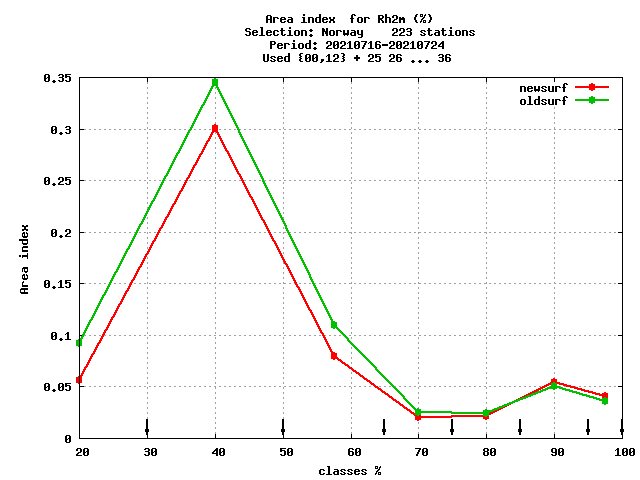 Area index  for Rh2m (%)
Selection: Norway    223 stations
Period: 20210716-20210724
Used {00,12} + 25 26 ... 36
newsurf
oldsurf
0.35
0.3
0.25
0.2
0.15
0.1
0.05
0
Area index
20 30 40 50 60 70 80 90 100
classes %